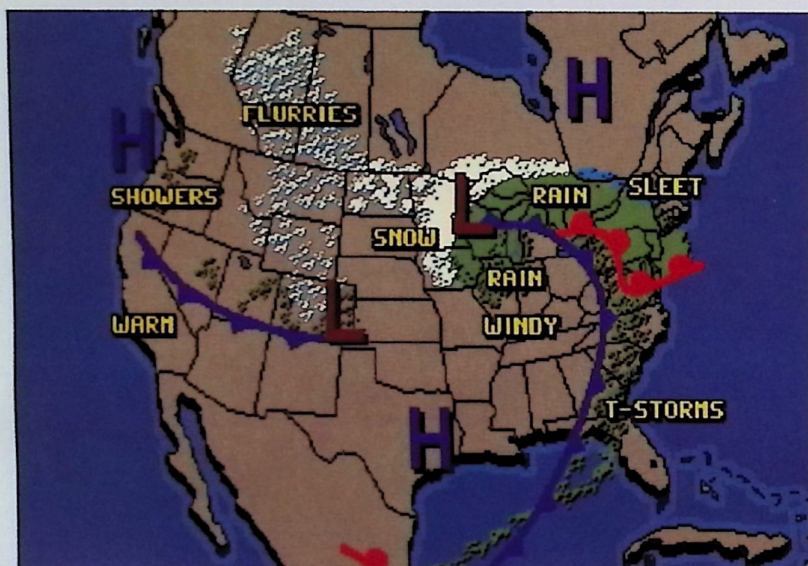 H
FLURRIES
H
SHOWERS
L
RAIN
SLEET
SNOW
RAIN
L
WARM
WINDY
H
T-STORMS